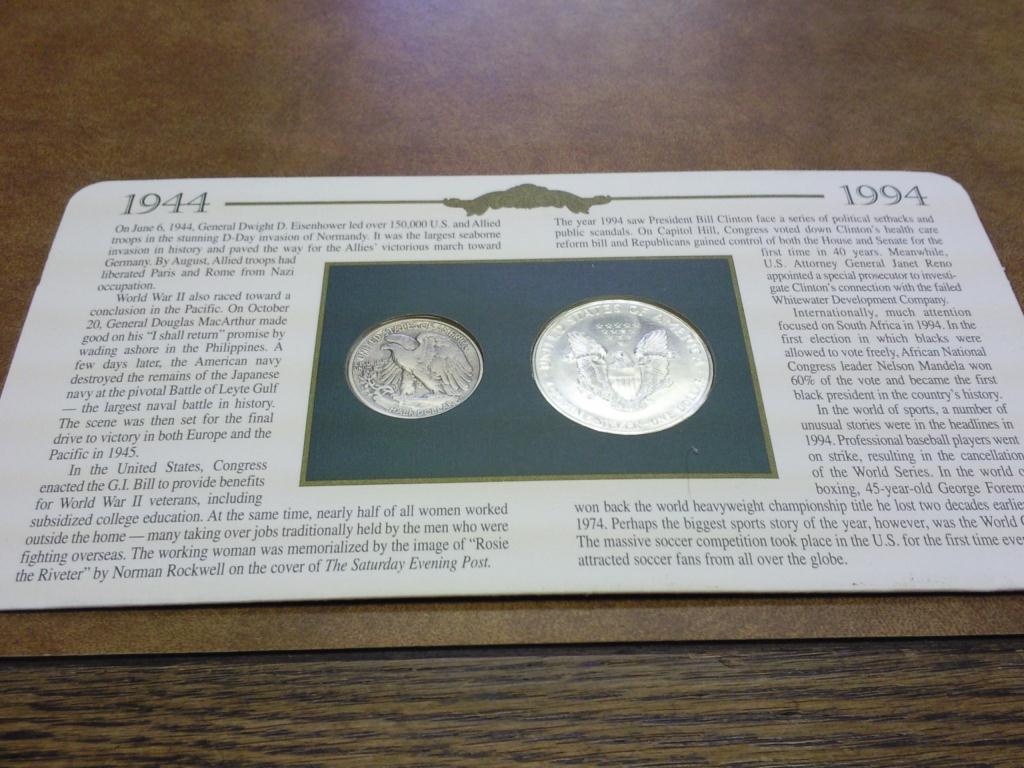 1944
On June 6, 1944, General Dwight D. Eisenhower led over 150,000 U.S. and Allied
troops in the stunning D-Day invasion of Normandy. It was the largest seaborne
invasion in history and paved the way for the Allies' victorious march toward
Germany. By August, Allied troops had
liberated Paris and Rome from Nazi
occupation.
World War II also raced toward a
conclusion in the Pacific. On October
20, General Douglas MacArthur made
good on his "I shall return" promise by
wading ashore in the Philippines. A
few days later, the American navy
destroyed the remains of the Japanese
navy at the pivotal Battle of Leyte Gulf
— the largest naval battle in history.
The scene was then set for the final
drive to victory in both Europe and the
Pacific in 1945.
In the United States, Congress
enacted the G.I. Bill to provide benefits
for World War II veterans, including
subsidized college education. At the same time, nearly half of all women worked
outside the home — many taking over jobs traditionally held by the men who were
fighting overseas. The working woman was memorialized by the image of "Rosie
the Riveter" by Norman Rockwell on the cover of The Saturday Evening Post.
UNITED STATES OF AMERICA
HALF DOLLAR
UNITED STATES OF AMERICA
1994
The year 1994 saw President Bill Clinton face a series of political setbacks and
public scandals. On Capitol Hill, Congress voted down Clinton's health care
reform bill and Republicans gained control of both the House and Senate for the
first time in 40 years. Meanwhile,
U.S. Attorney General Janet Reno
appointed a special prosecutor to investi-
gate Clinton's connection with the failed
Whitewater Development Company.
Internationally, much attention
focused on South Africa in 1994. In the
first election in which blacks were
allowed to vote freely, African National
Congress leader Nelson Mandela won
60% of the vote and became the first
black president in the country's history.
In the world of sports, a number of
unusual stories were in the headlines in
1994. Professional baseball players went
on strike, resulting in the cancellation
of the World Series. In the world o
boxing, 45-year-old George Forem
won back the world heavyweight championship title he lost two decades earlie
1974. Perhaps the biggest sports story of the year, however, was the World C
The massive soccer competition took place in the U.S. for the first time eve
attracted soccer fans from all over the globe.